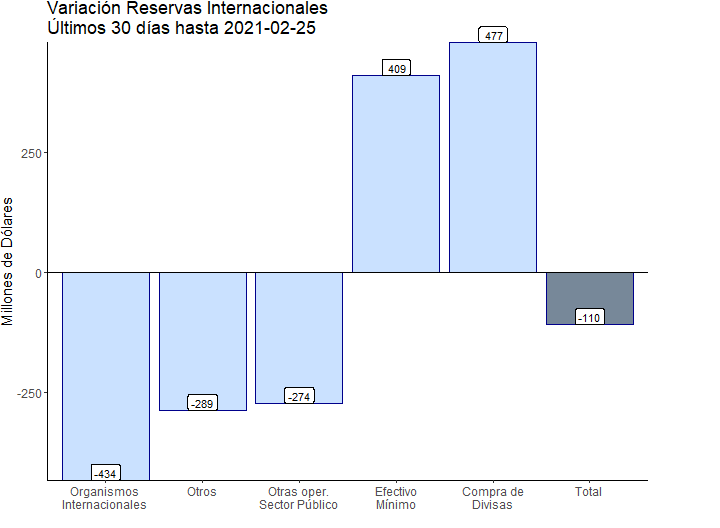 Variación Reservas Internacionales
Últimos 30 días hasta 2021-02-25
477
409
250
Millones de Dólares
0
-110
-250
-274
-289
-434
Organismos
Internacionales
Otros
Otras oper.
Sector Público
Efectivo
Mínimo
Compra de
Divisas
Total